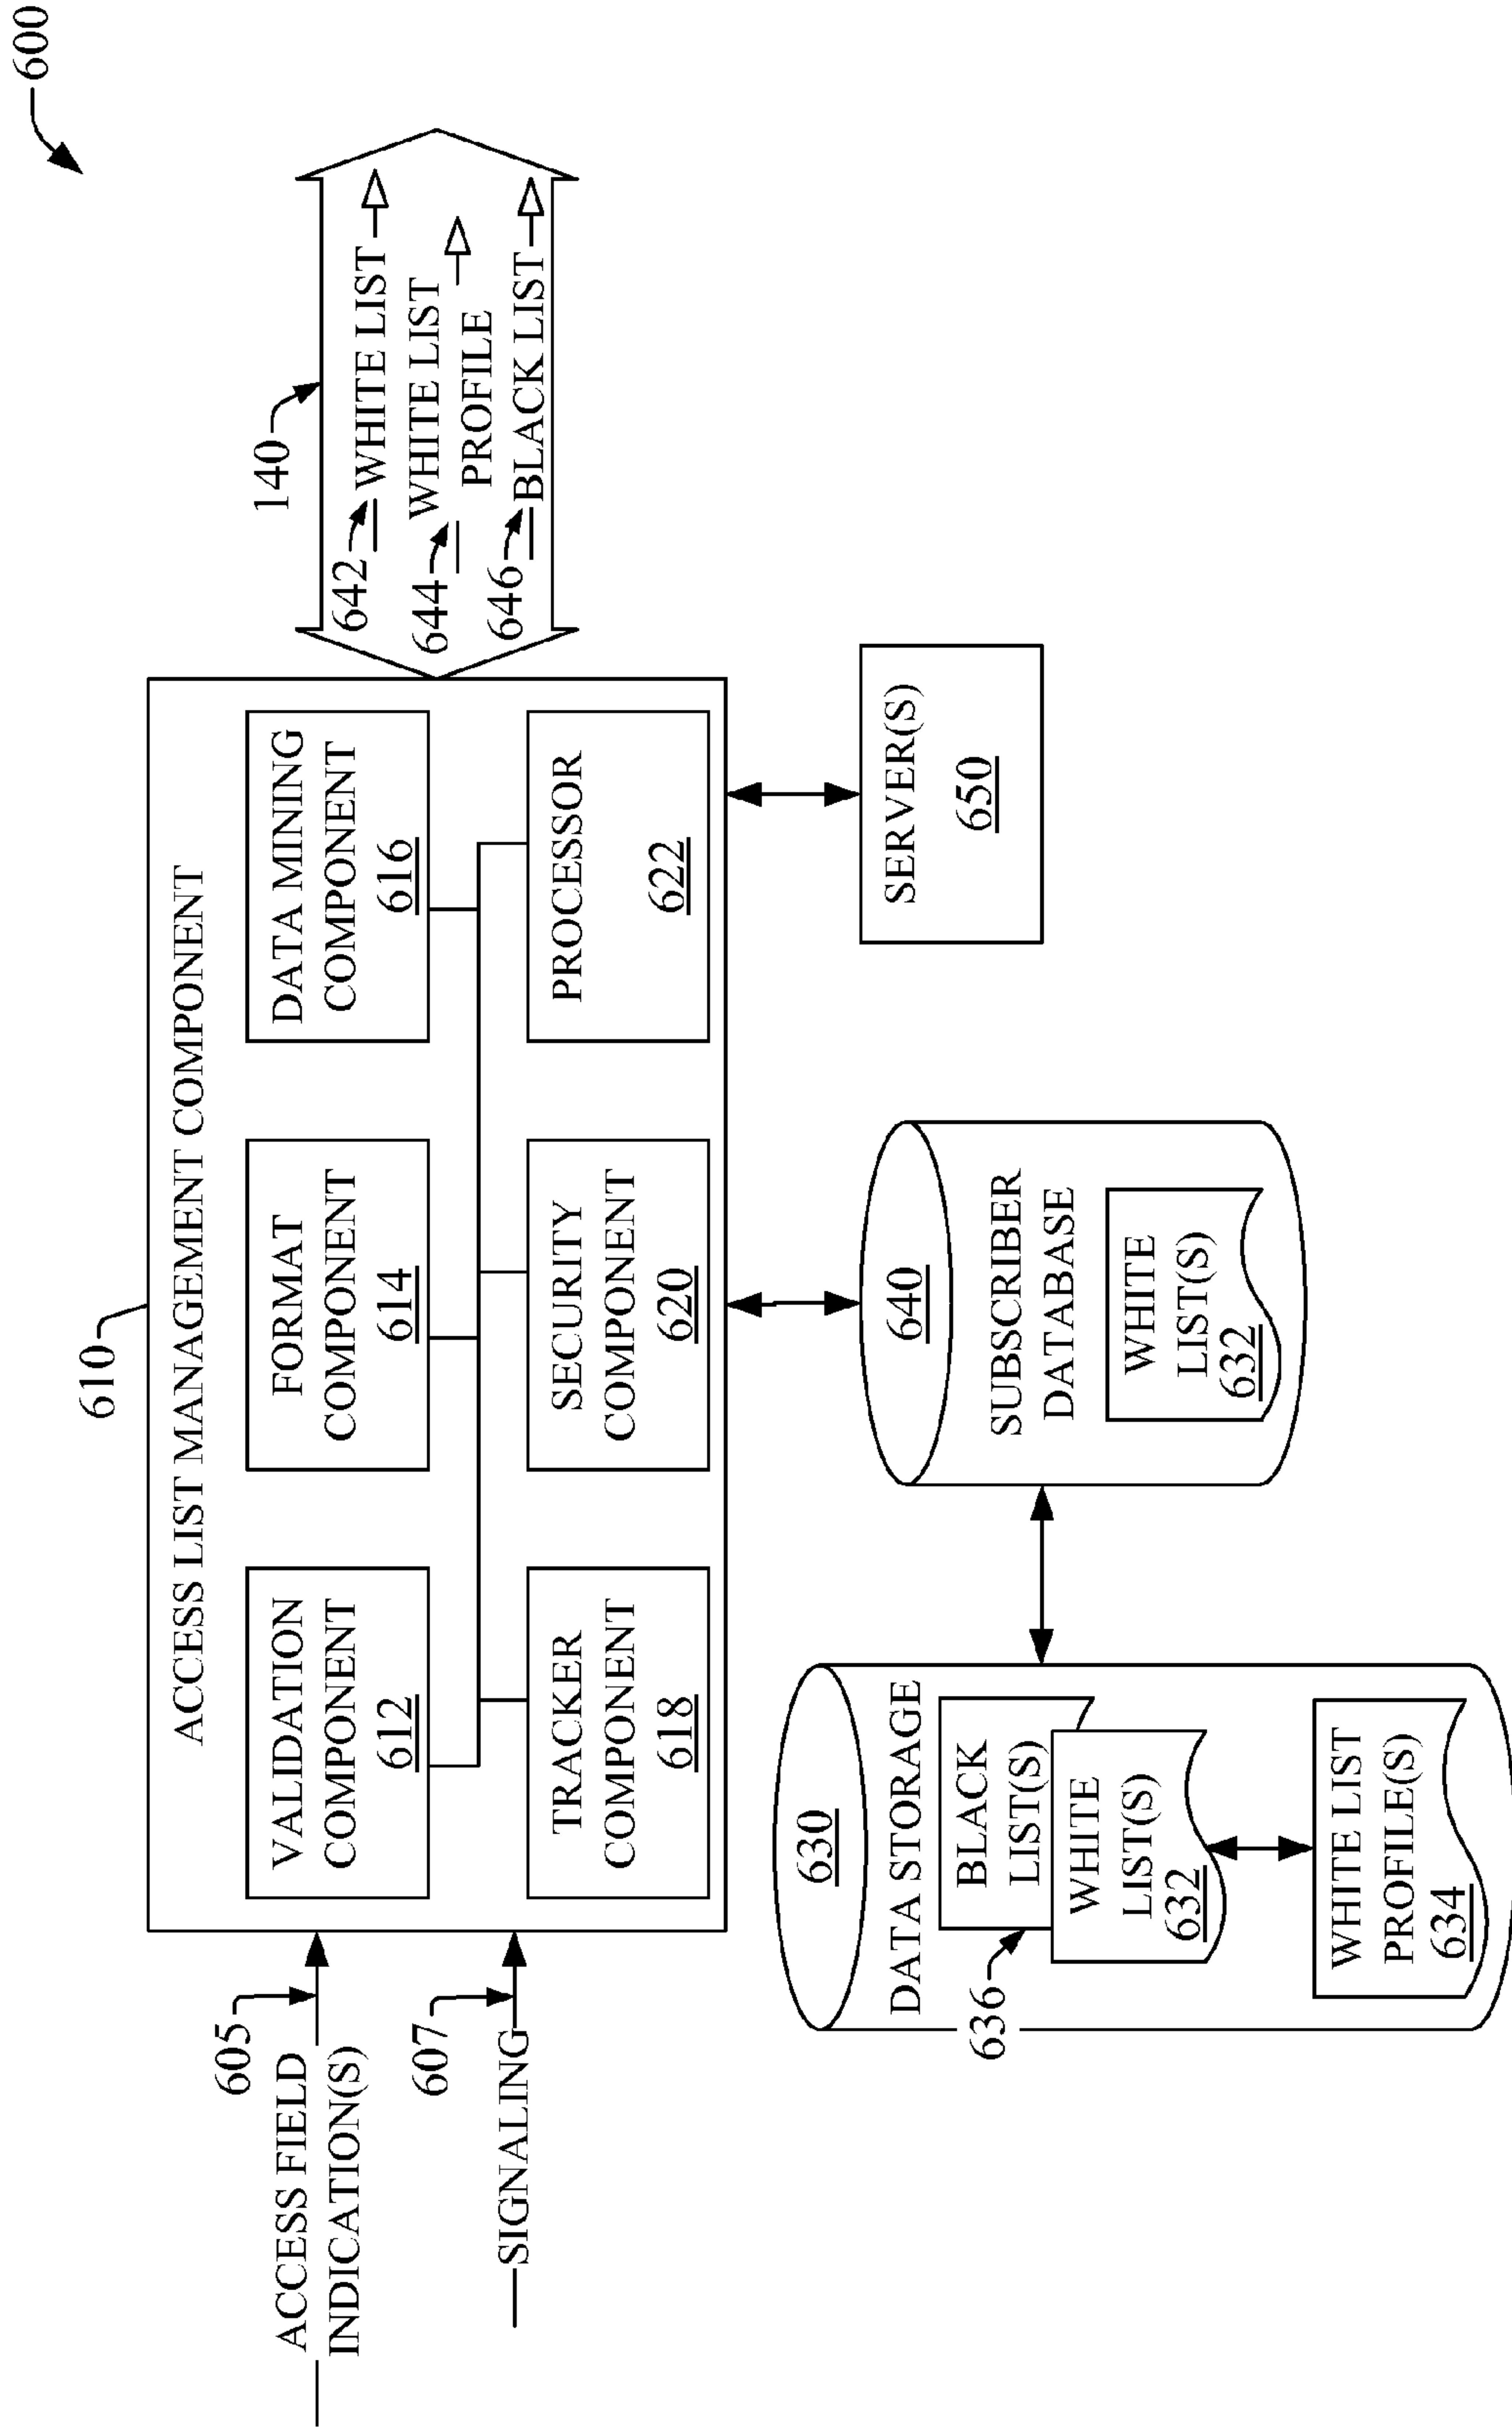 600
610
ACCESS LIST MANAGEMENT COMPONENT
605
ACCESS FIELD
INDICATION(S)
607
SIGNALING
VALIDATION
COMPONENT
612
FORMAT
COMPONENT
614
DATA MINING
COMPONENT
616
TRACKER
COMPONENT
618
SECURITY
COMPONENT
620
PROCESSOR
622
140
642
WHITE LIST
644
WHITE LIST
PROFILE
646
BLACK LIST
630
DATA STORAGE
636
BLACK
LIST(S)
WHITE
LIST(S)
632
WHITE LIST
PROFILE(S)
634
640
SUBSCRIBER
DATABASE
WHITE
LIST(S)
632
SERVER(S)
650